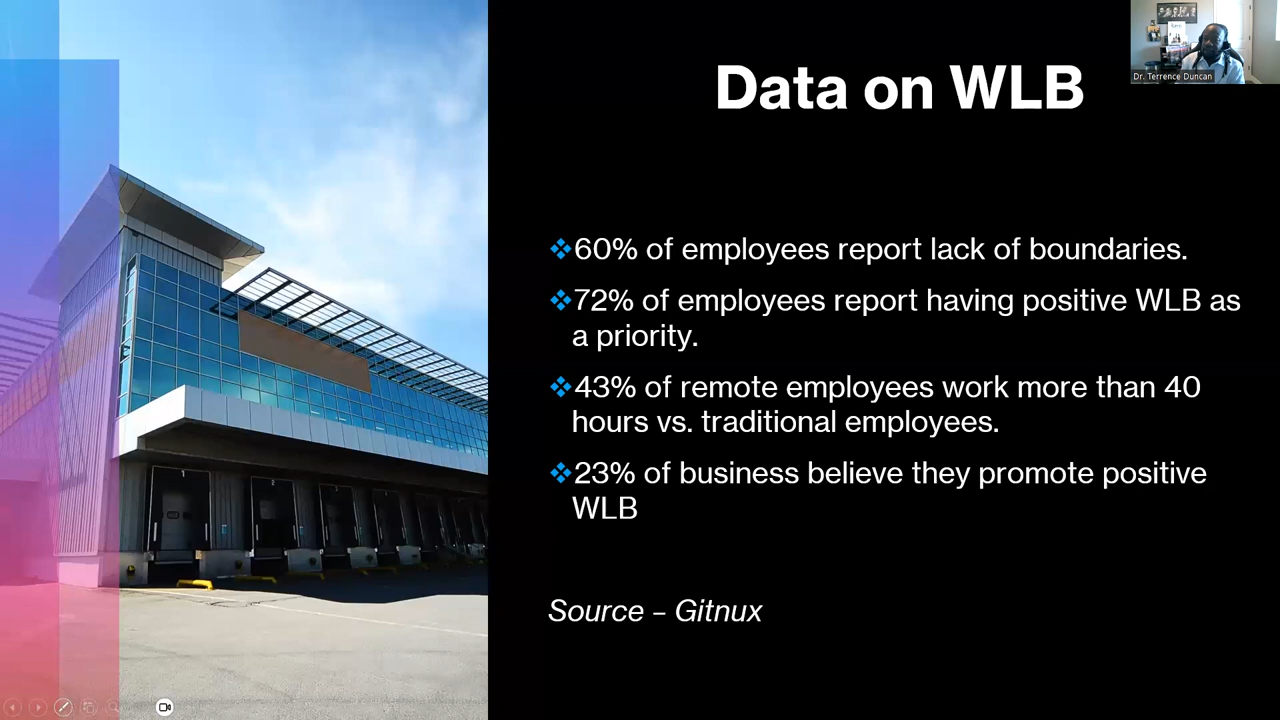 Data on WLB
Dr. Terrence Duncan
❖60% of employees report lack of boundaries.
❖72% of employees report having positive WLB as
a priority.
❖43% of remote employees work more than 40
hours vs. traditional employees.
❖23% of business believe they promote positive
WLB
Source – Gitnux
1
2